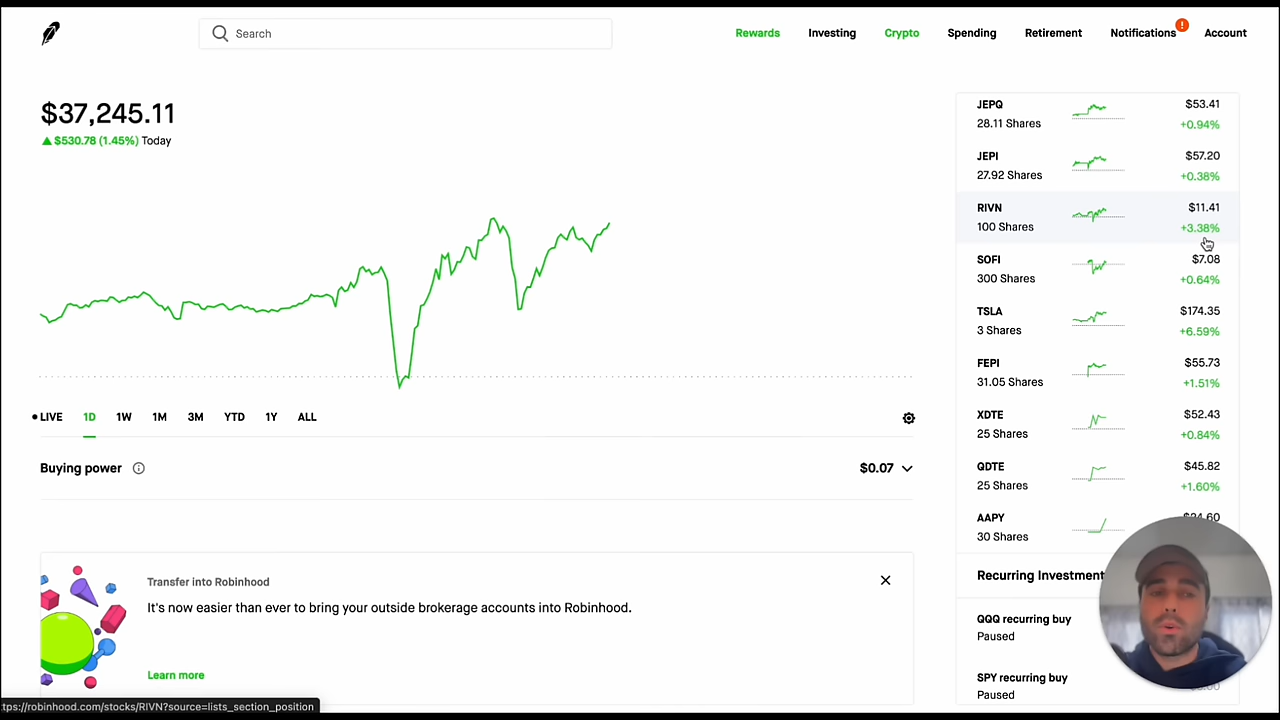 Search
Rewards
Investing
Crypto
Spending
Retirement
Notifications
!
Account
$37,245.11
$530.78 (1.45%) Today
LIVE
1D
1W
1M
3M
YTD
1Y
ALL
Buying power
$0.07
Transfer into Robinhood
It's now easier than ever to bring your outside brokerage accounts into Robinhood.
Learn more
JEPQ $53.41
28.11 Shares +0.94%
JEPI $57.20
27.92 Shares +0.38%
RIVN $11.41
100 Shares +3.38%
SOFI $7.08
300 Shares +0.64%
TSLA $174.35
3 Shares +6.59%
FEPI $55.73
31.05 Shares +1.51%
XDTE $52.43
25 Shares +0.84%
QDTE $45.82
25 Shares +1.60%
AAPY
30 Shares
Recurring Investment
QQQ recurring buy
Paused
SPY recurring buy
Paused
tps://robinhood.com/stocks/RIVN?source=lists_section_position